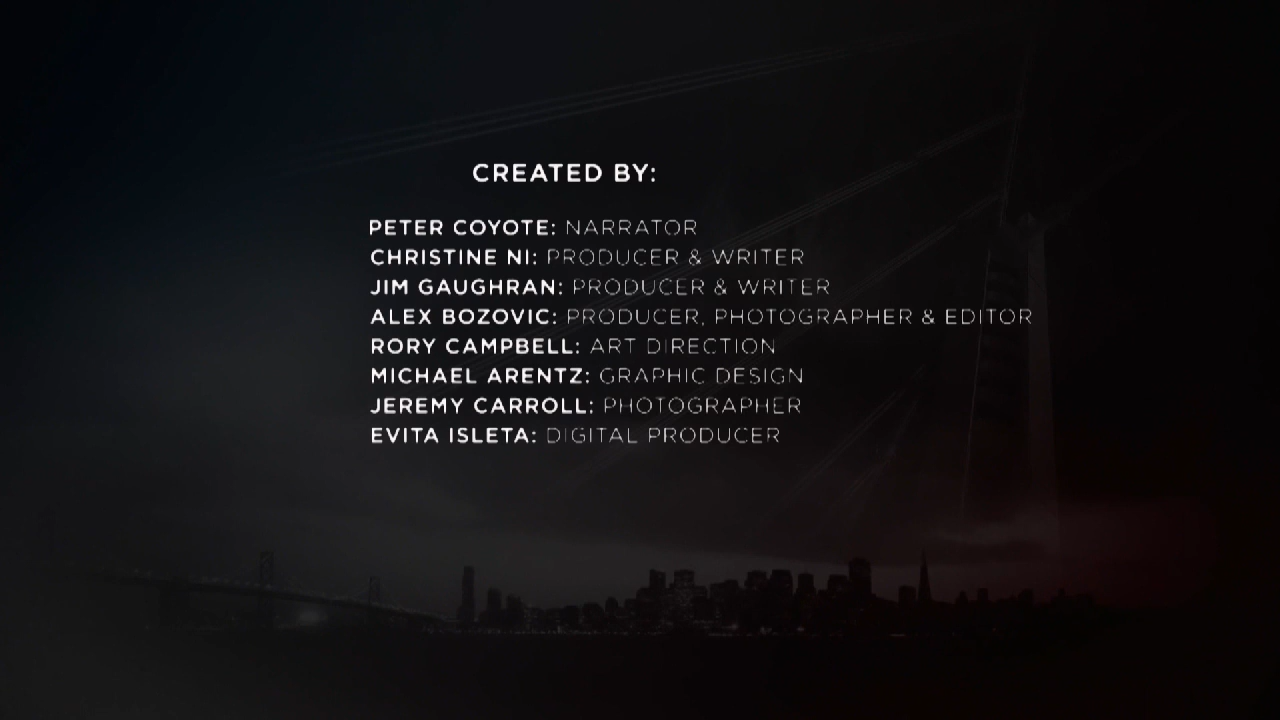 CREATED BY:
PETER COYOTE: NARRATOR
CHRISTINE NI: PRODUCER & WRITER
JIM GAUGHRAN: PRODUCER & WRITER
ALEX BOZOVIC: PRODUCER, PHOTOGRAPHER & EDITOR
RORY CAMPBELL: ART DIRECTION
MICHAEL ARENTZ: GRAPHIC DESIGN
JEREMY CARROLL: PHOTOGRAPHER
EVITA ISLETA: DIGITAL PRODUCER